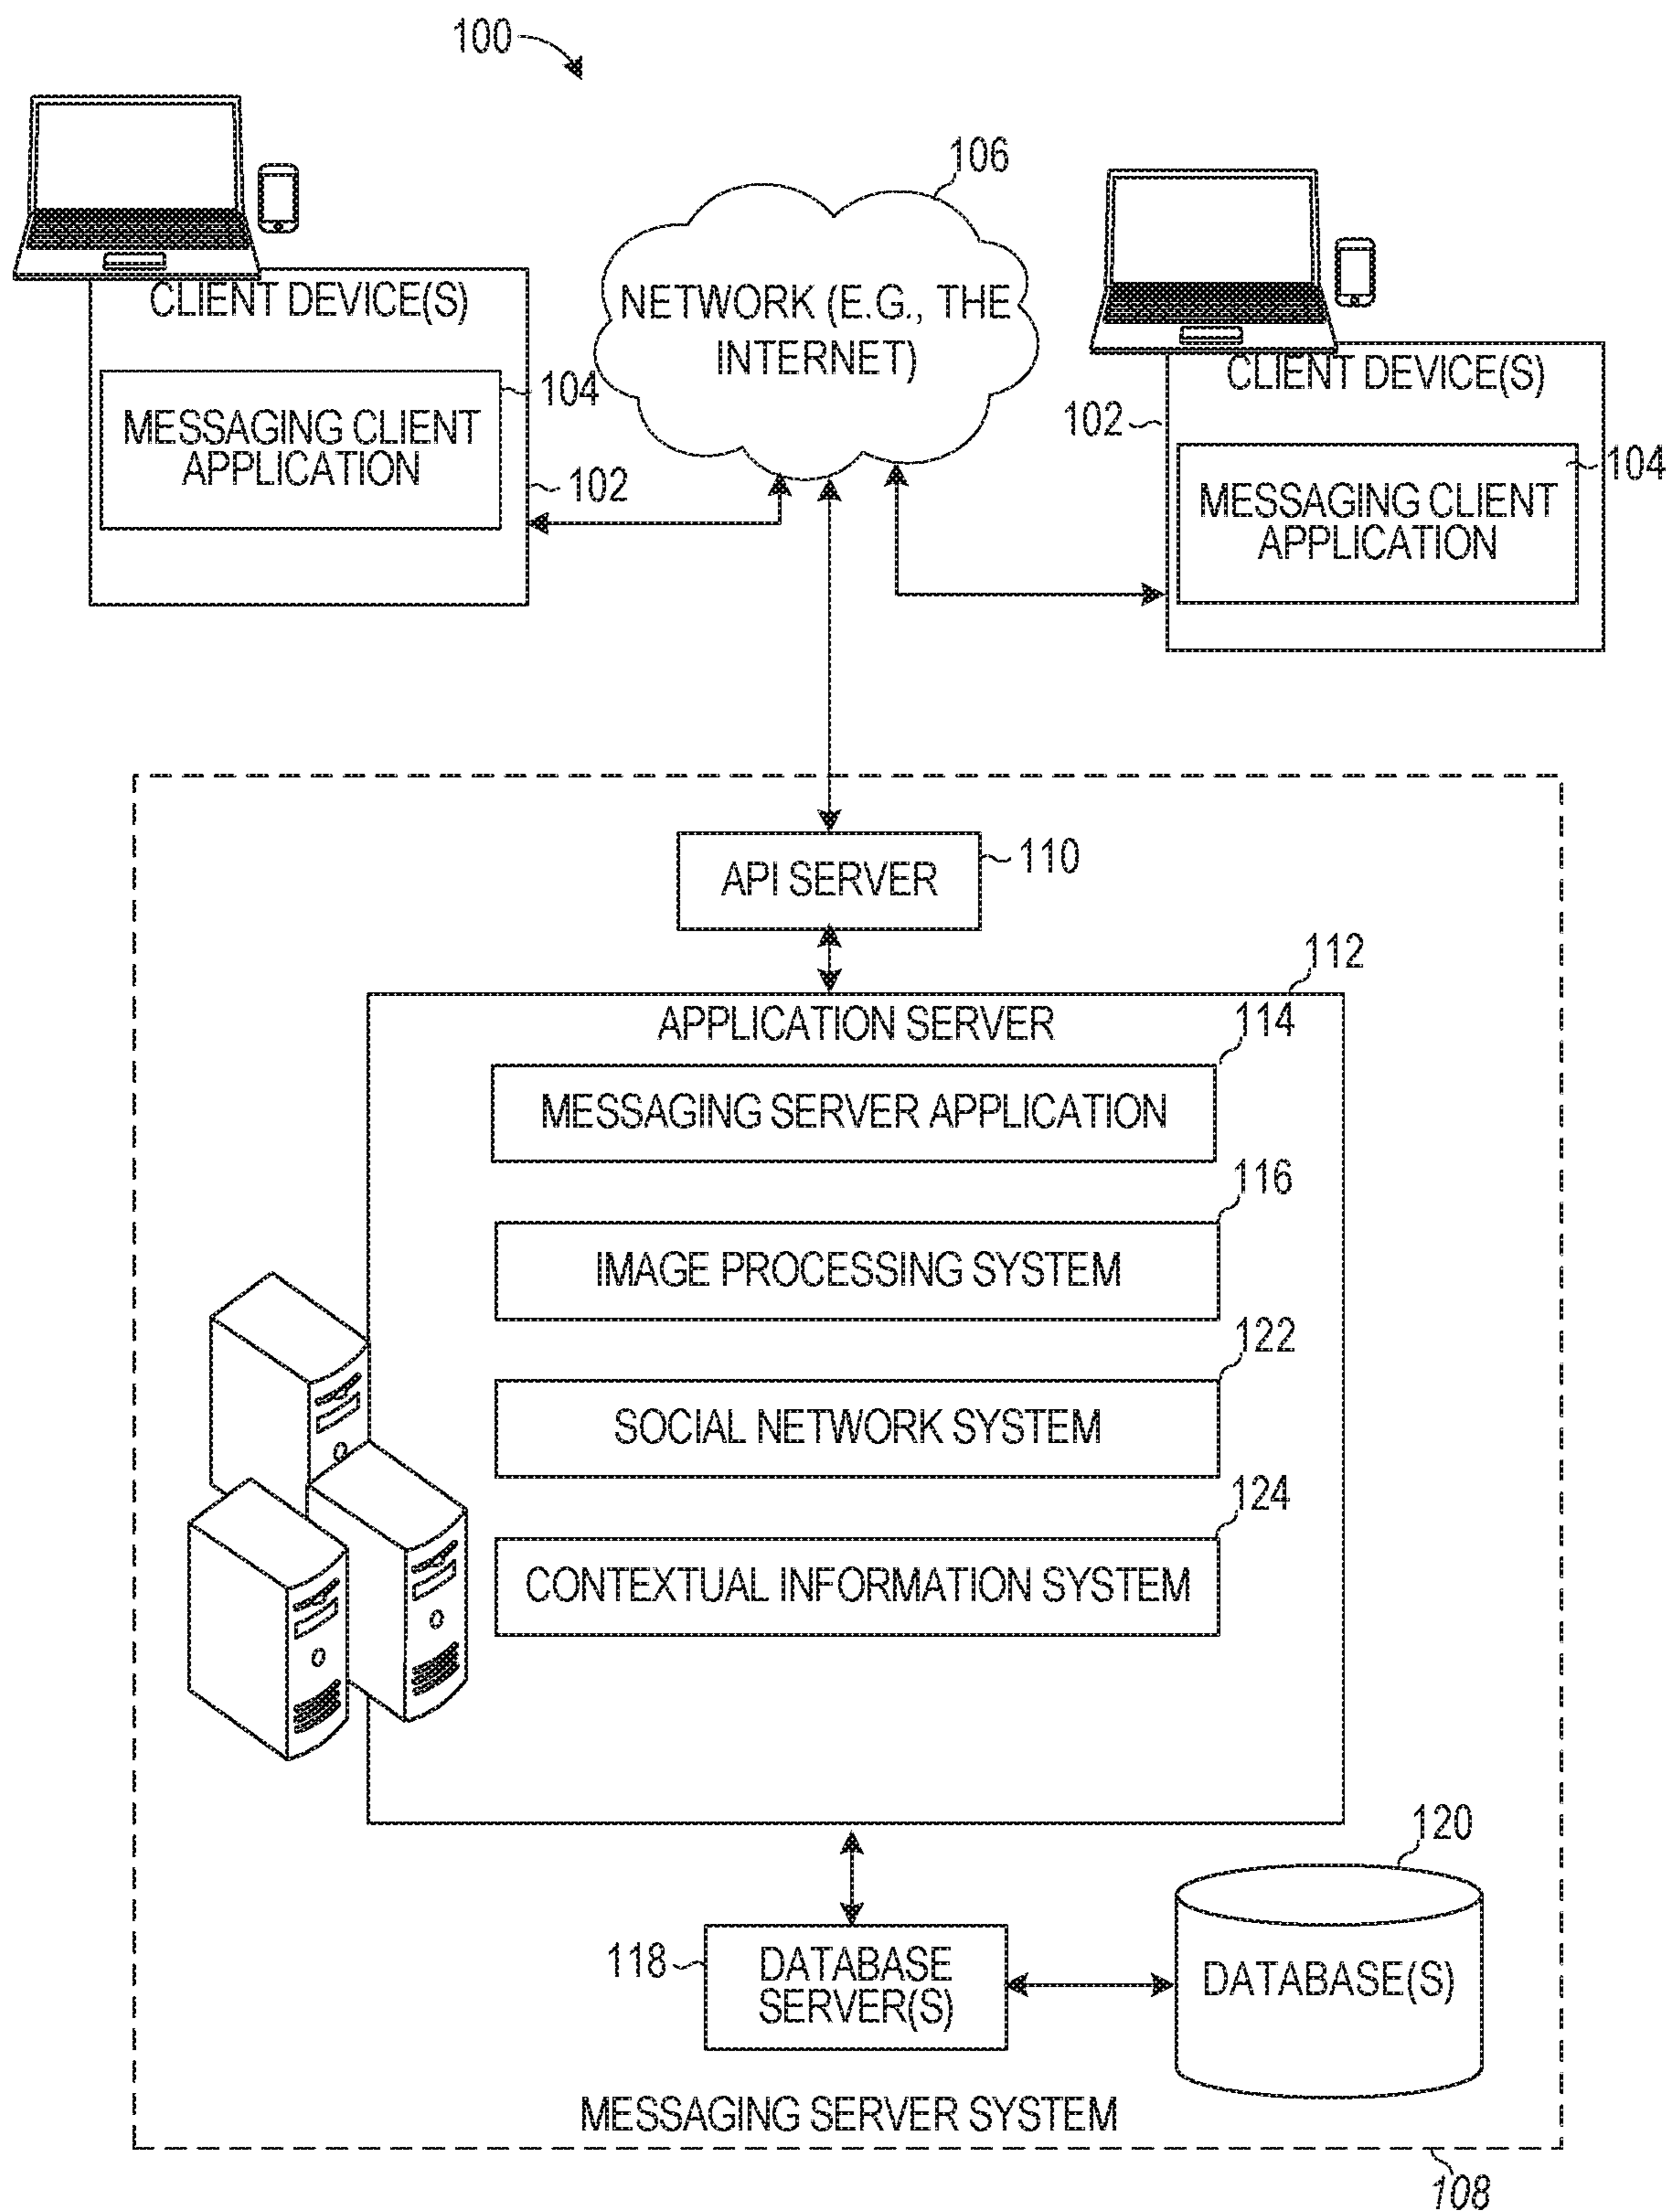 100
106
CLIENT DEVICE(S)
NETWORK (E.G., THE
INTERNET)
CLIENT DEVICE(S)
104
MESSAGING CLIENT
APPLICATION
102
102
104
MESSAGING CLIENT
APPLICATION
API SERVER
110
112
APPLICATION SERVER
114
MESSAGING SERVER APPLICATION
116
IMAGE PROCESSING SYSTEM
122
SOCIAL NETWORK SYSTEM
124
CONTEXTUAL INFORMATION SYSTEM
120
118
DATABASE
SERVER(S)
DATABASE(S)
MESSAGING SERVER SYSTEM
108